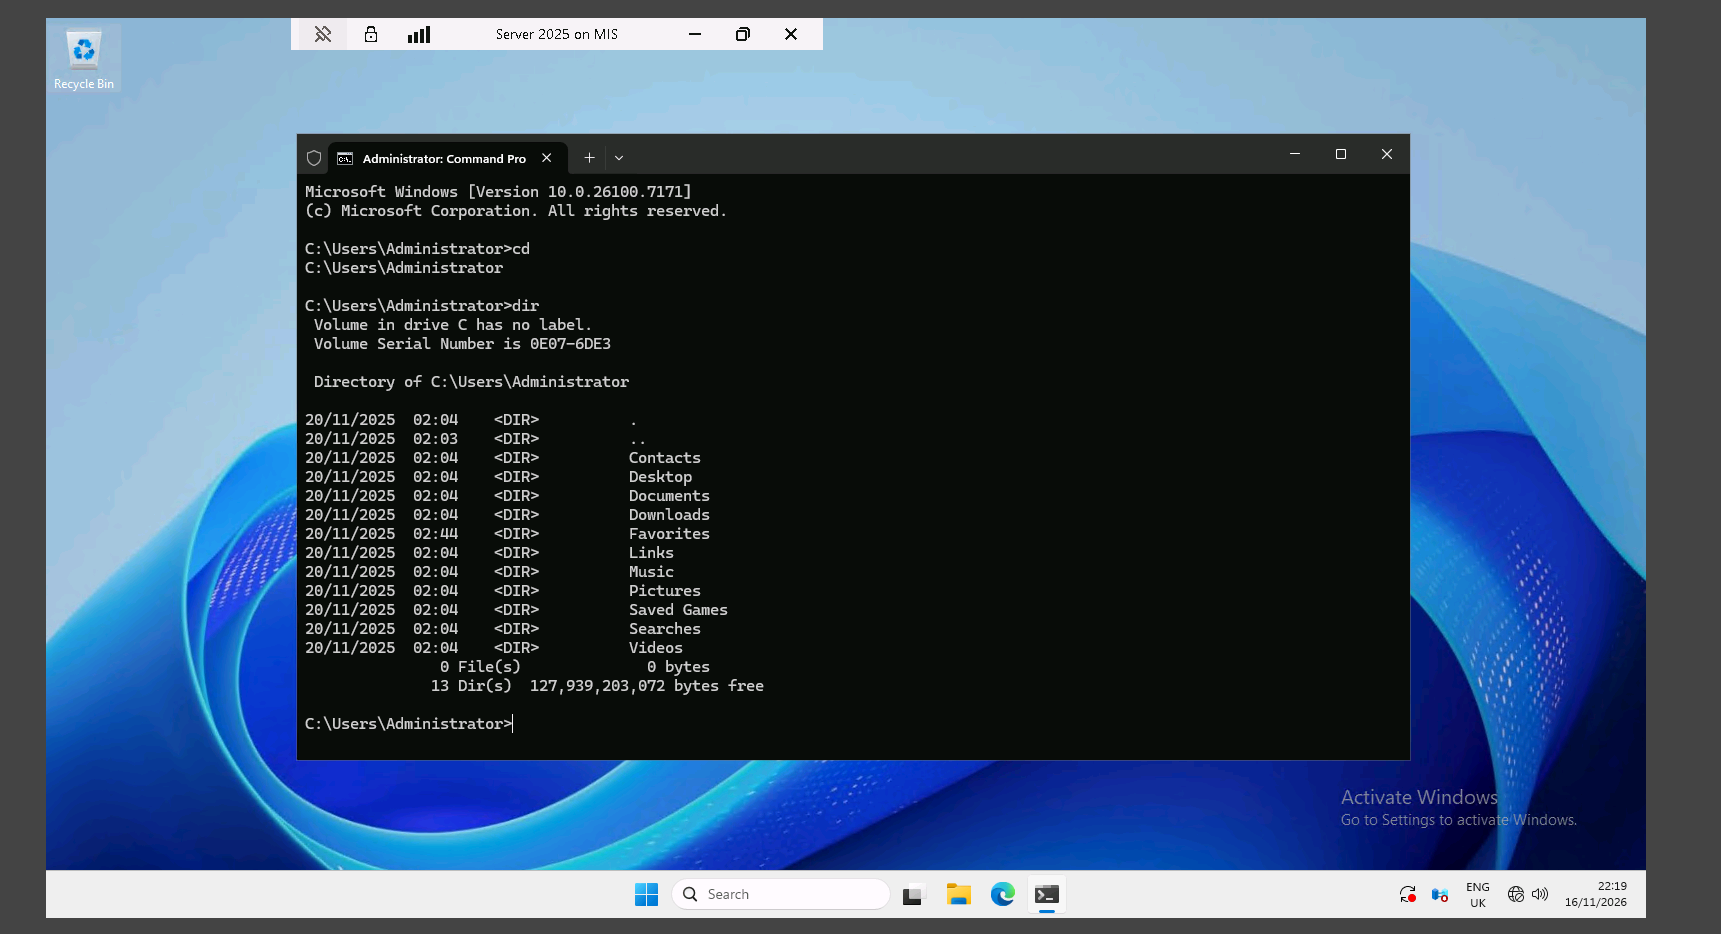 Server 2025 on MIS
Recycle Bin
Administrator: Command Pro
Microsoft Windows [Version 10.0.26100.7171]
(c) Microsoft Corporation. All rights reserved.
C:\Users\Administrator>cd
C:\Users\Administrator
C:\Users\Administrator>dir
 Volume in drive C has no label.
 Volume Serial Number is 0E07-6DE3
 Directory of C:\Users\Administrator
20/11/2025  02:04    <DIR>          .
20/11/2025  02:03    <DIR>          ..
20/11/2025  02:04    <DIR>          Contacts
20/11/2025  02:04    <DIR>          Desktop
20/11/2025  02:04    <DIR>          Documents
20/11/2025  02:04    <DIR>          Downloads
20/11/2025  02:44    <DIR>          Favorites
20/11/2025  02:04    <DIR>          Links
20/11/2025  02:04    <DIR>          Music
20/11/2025  02:04    <DIR>          Pictures
20/11/2025  02:04    <DIR>          Saved Games
20/11/2025  02:04    <DIR>          Searches
20/11/2025  02:04    <DIR>          Videos
               0 File(s)              0 bytes
              13 Dir(s)  127,939,203,072 bytes free
C:\Users\Administrator>
Activate Windows
Go to Settings to activate Windows.
Search
ENG
UK
22:19
16/11/2026